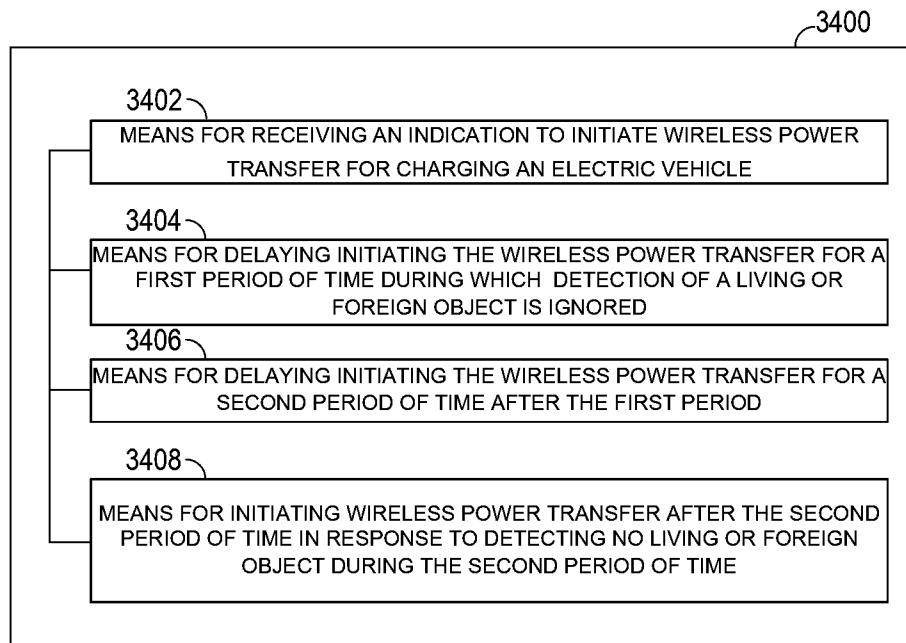 3400
3402
MEANS FOR RECEIVING AN INDICATION TO INITIATE WIRELESS POWER
TRANSFER FOR CHARGING AN ELECTRIC VEHICLE
3404
MEANS FOR DELAYING INITIATING THE WIRELESS POWER TRANSFER FOR A
FIRST PERIOD OF TIME DURING WHICH DETECTION OF A LIVING OR
FOREIGN OBJECT IS IGNORED
3406
MEANS FOR DELAYING INITIATING THE WIRELESS POWER TRANSFER FOR A
SECOND PERIOD OF TIME AFTER THE FIRST PERIOD
3408
MEANS FOR INITIATING WIRELESS POWER TRANSFER AFTER THE SECOND
PERIOD OF TIME IN RESPONSE TO DETECTING NO LIVING OR FOREIGN
OBJECT DURING THE SECOND PERIOD OF TIME